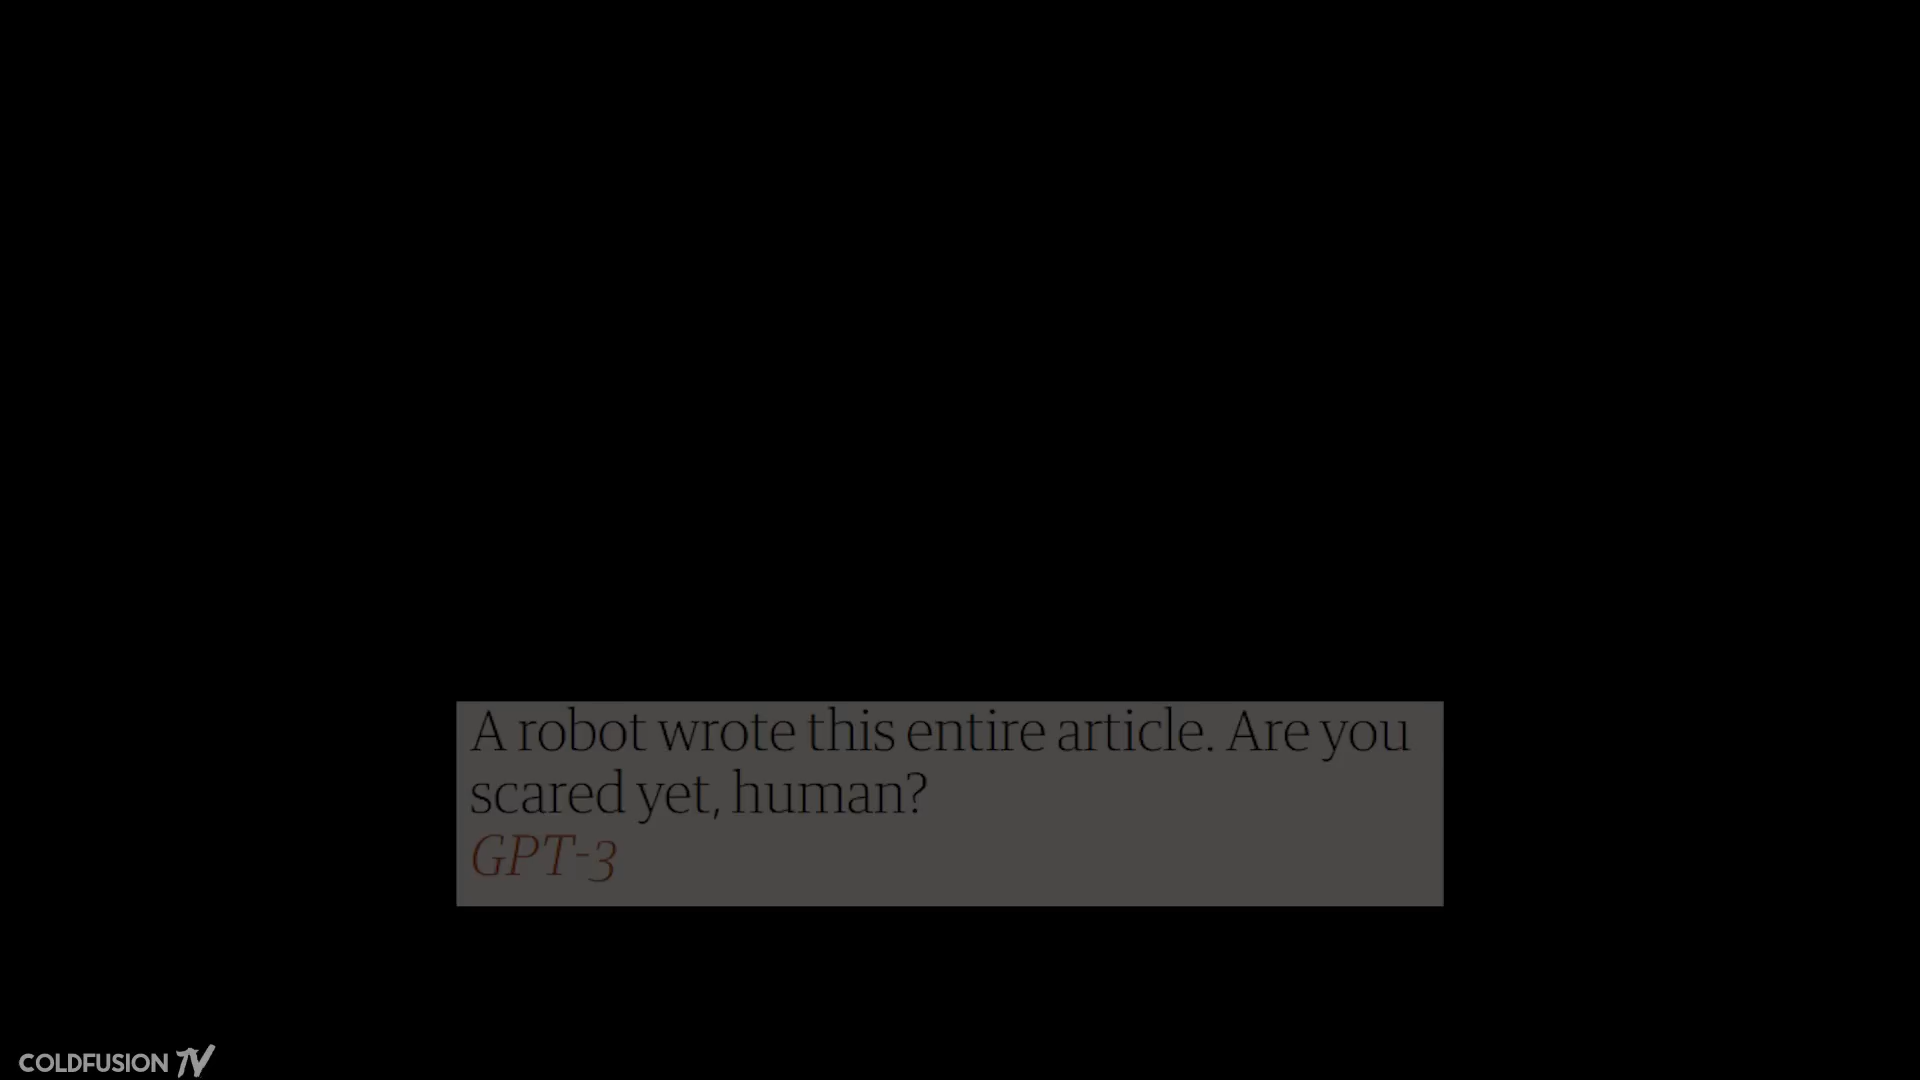 A robot wrote this entire article. Are you
scared yet, human?
GPT-3
COLDFUSION TV